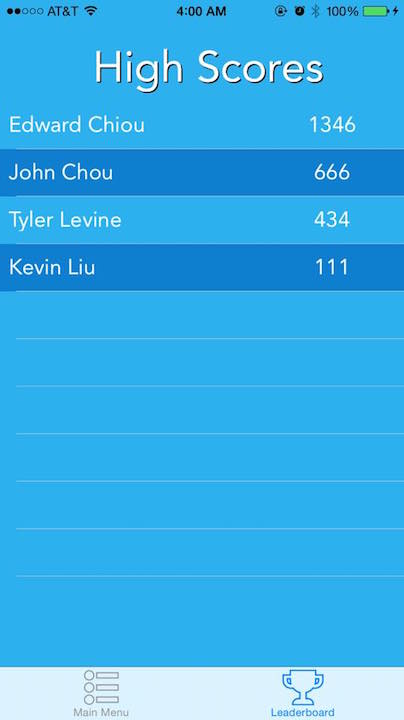 AT&T 4:00 AM 100%
High Scores
Edward Chiou 1346
John Chou 666
Tyler Levine 434
Kevin Liu 111
Main Menu Leaderboard